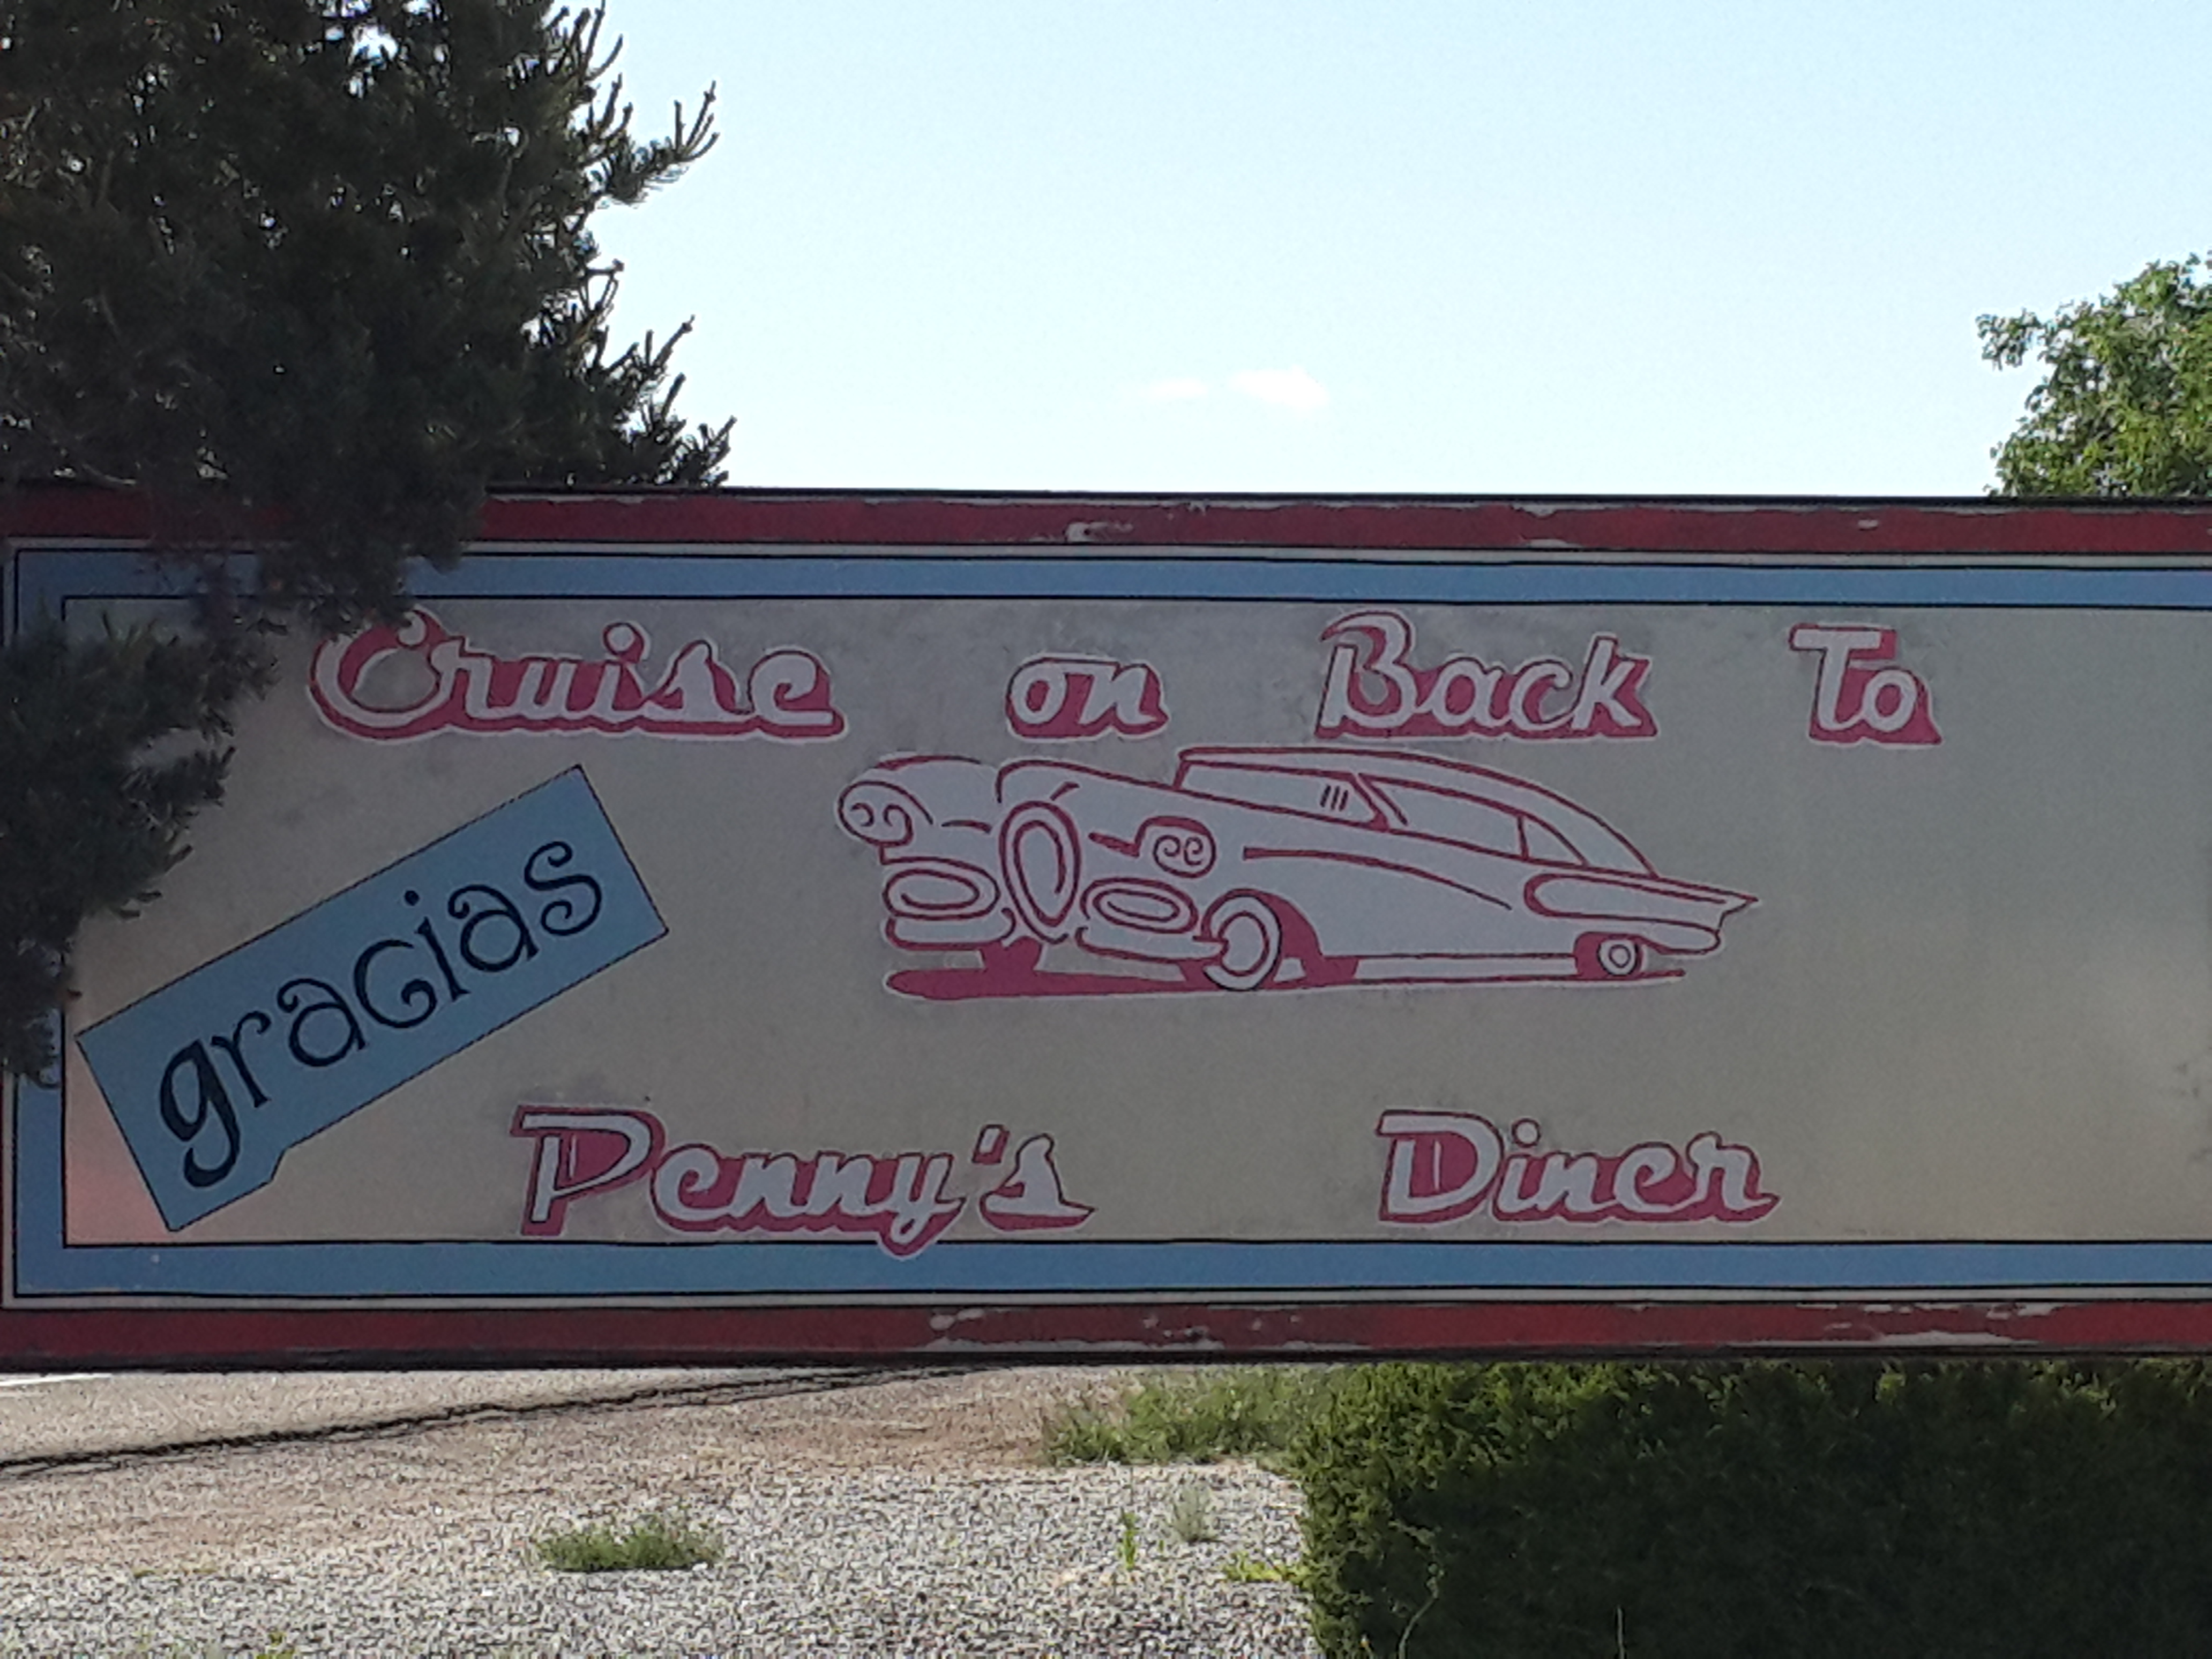 Cruise on Back To
gracias
Penny's Diner